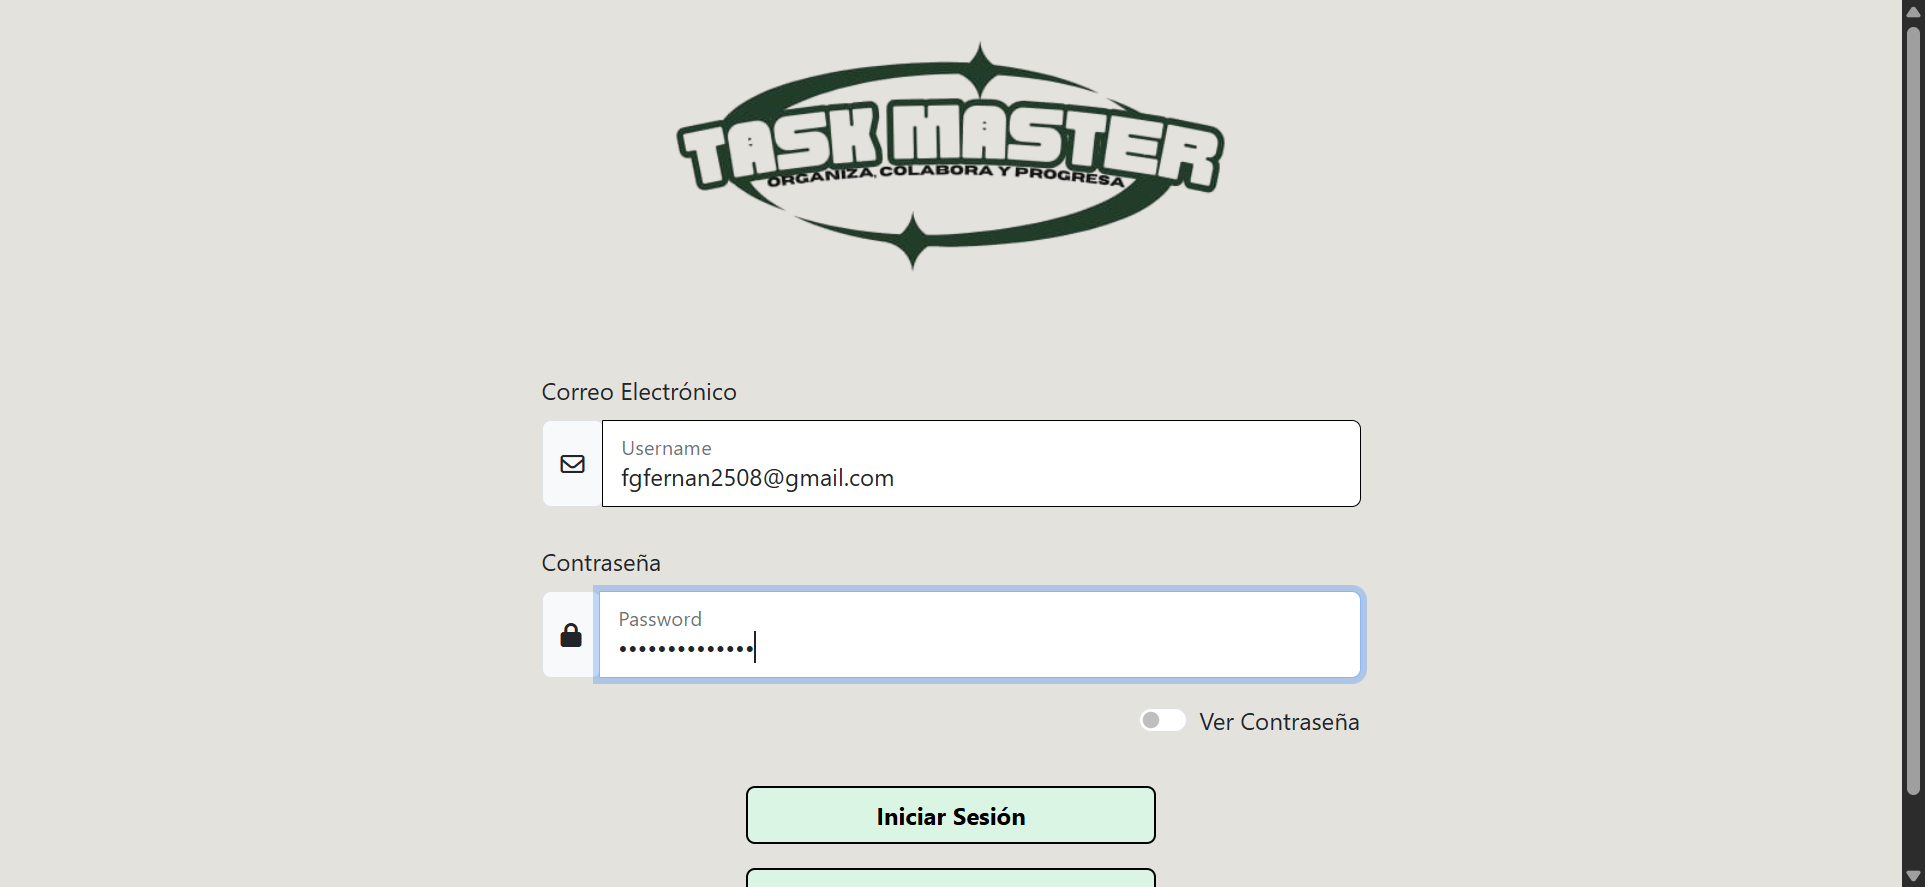 TASK MASTER
ORGANIZA, COLABORA Y PROGRESA
Correo Electrónico
Username
fgfernan2508@gmail.com
Contraseña
Password
••••••••••••••
Ver Contraseña
Iniciar Sesión